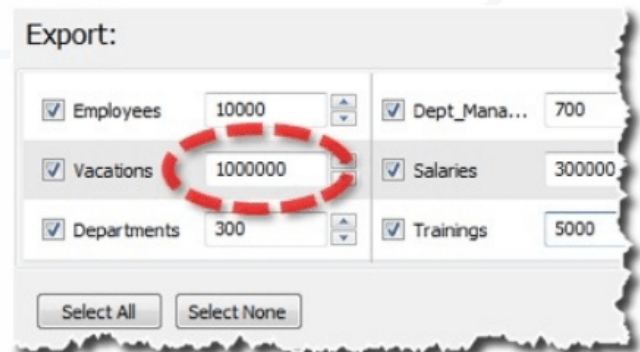 Export:
Employees 10000 Dept_Mana... 700
Vacations 1000000 Salaries 300000
Departments 300 Trainings 5000
Select All Select None